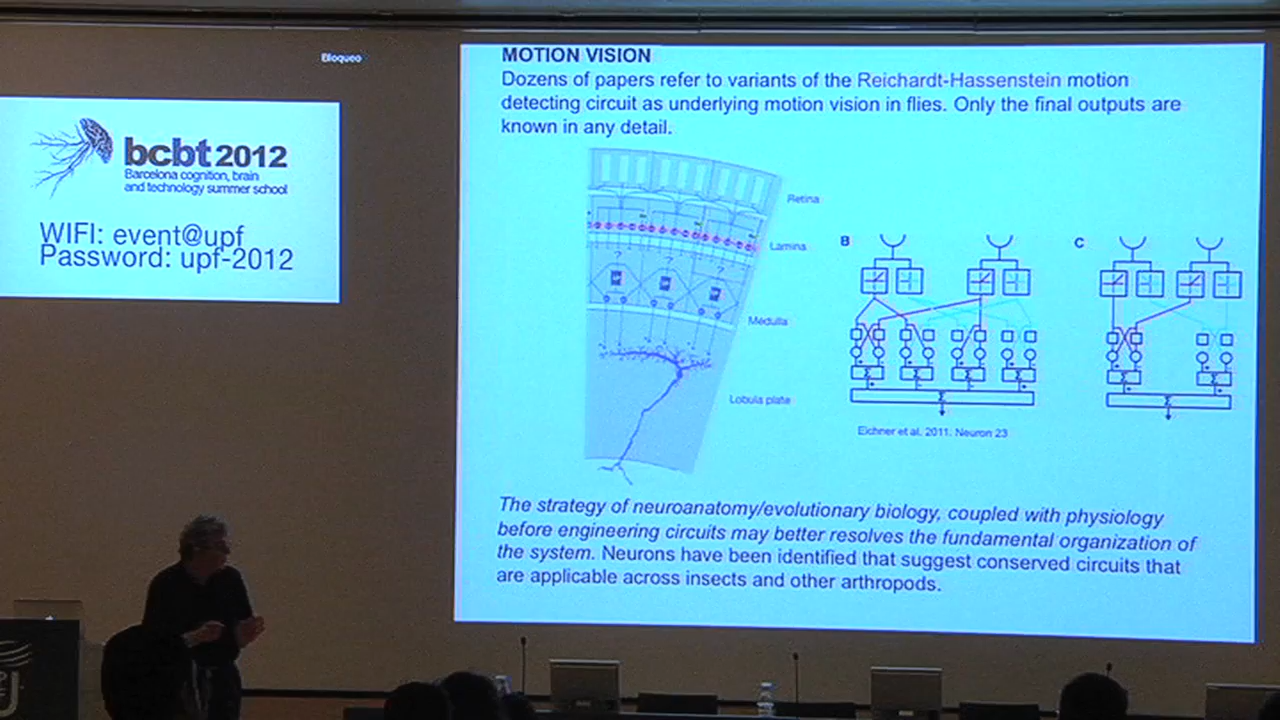 Bloqueo
bcbt 2012
Barcelona cognition, brain
and technology summer school
WIFI: event@upf
Password: upf-2012
MOTION VISION
Dozens of papers refer to variants of the Reichardt-Hassenstein motion
detecting circuit as underlying motion vision in flies. Only the final outputs are
known in any detail.
Retina
Lamina
Medulla
Lobula plate
B
C
Eichner et al. 2011. Neuron 23
The strategy of neuroanatomy/evolutionary biology, coupled with physiology
before engineering circuits may better resolves the fundamental organization of
the system. Neurons have been identified that suggest conserved circuits that
are applicable across insects and other arthropods.